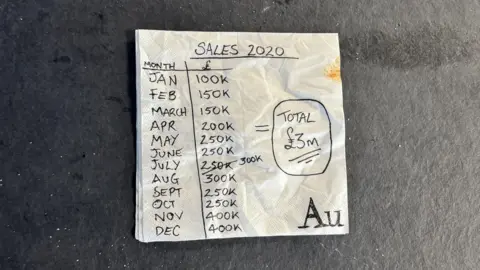 SALES 2020
MONTH £
JAN 100K
FEB 150K
MARCH 150K
APR 200K
MAY 250K
JUNE 250K
JULY 250K 300K
AUG 300K
SEPT 250K
OCT 250K
NOV 400K
DEC 400K
= TOTAL
£3m
Au